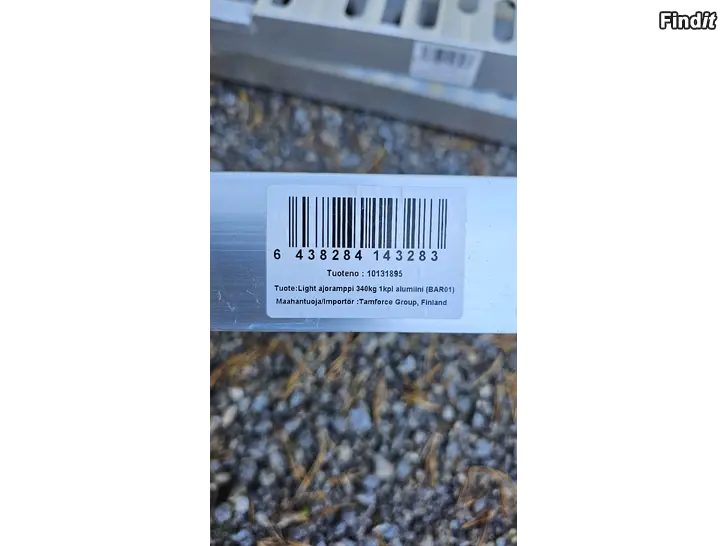 Findit
6 438284 143283
Tuoteno : 10131895
Tuote:Light ajoramppi 340kg 1kpl alumiini (BAR01)
Maahantuoja/Importör :Tamforce Group, Finland